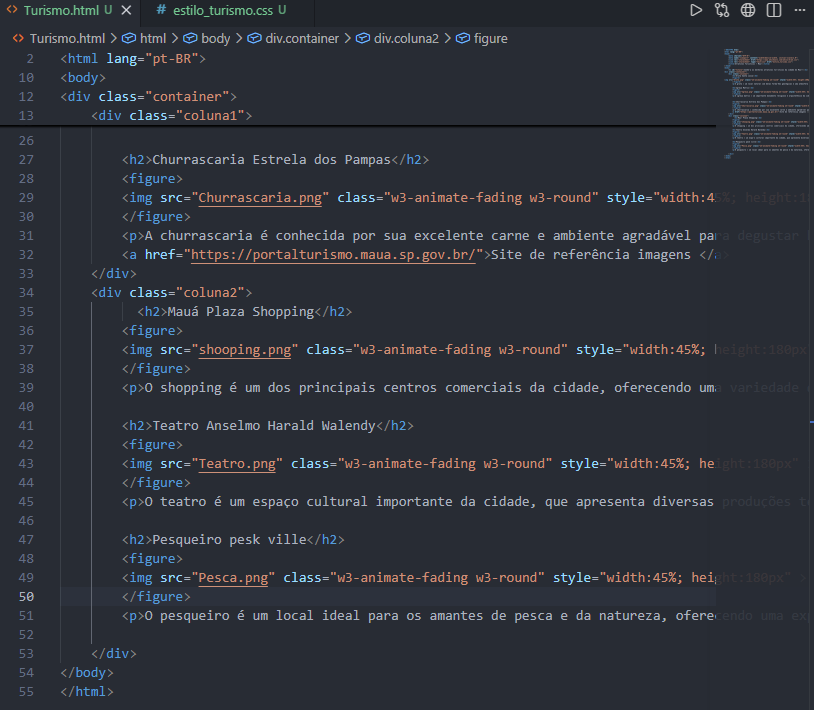 Turismo.html U
# estilo_turismo.css U
Turismo.html > html > body > div.container > div.coluna2 > figure
2 <html lang="pt-BR">
10 <body>
12 <div class="container">
13 <div class="coluna1">
26
27 <h2>Churrascaria Estrela dos Pampas</h2>
28 <figure>
29 <img src="Churrascaria.png" class="w3-animate-fading w3-round" style="width:45%; height:1
30 </figure>
31 <p>A churrascaria é conhecida por sua excelente carne e ambiente agradável para degustar
32 <a href="https://portalturismo.maua.sp.gov.br/">Site de referência imagens </a>
33 </div>
34 <div class="coluna2">
35 <h2>Mauá Plaza Shopping</h2>
36 <figure>
37 <img src="shooping.png" class="w3-animate-fading w3-round" style="width:45%; height:180px
38 </figure>
39 <p>O shopping é um dos principais centros comerciais da cidade, oferecendo uma variedade
40
41 <h2>Teatro Anselmo Harald Walendy</h2>
42 <figure>
43 <img src="Teatro.png" class="w3-animate-fading w3-round" style="width:45%; height:180px"
44 </figure>
45 <p>O teatro é um espaço cultural importante da cidade, que apresenta diversas produções
46
47 <h2>Pesqueiro pesk ville</h2>
48 <figure>
49 <img src="Pesca.png" class="w3-animate-fading w3-round" style="width:45%; height:180px" >
50 </figure>
51 <p>O pesqueiro é um local ideal para os amantes de pesca e da natureza, oferecendo uma
52
53 </div>
54 </body>
55 </html>